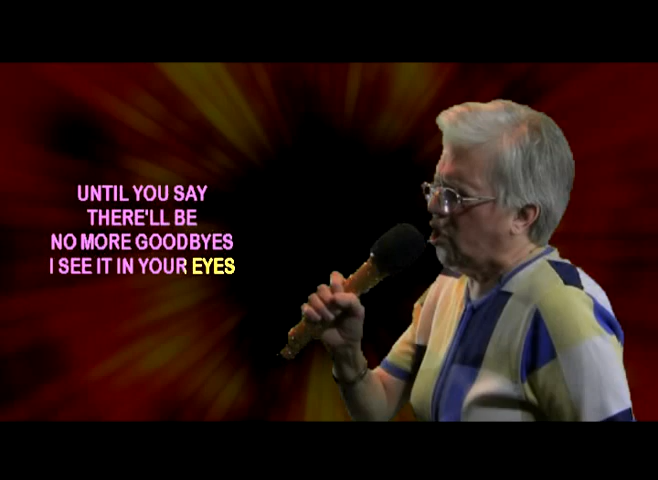 UNTIL YOU SAY
THERE'LL BE
NO MORE GOODBYES
I SEE IT IN YOUR EYES